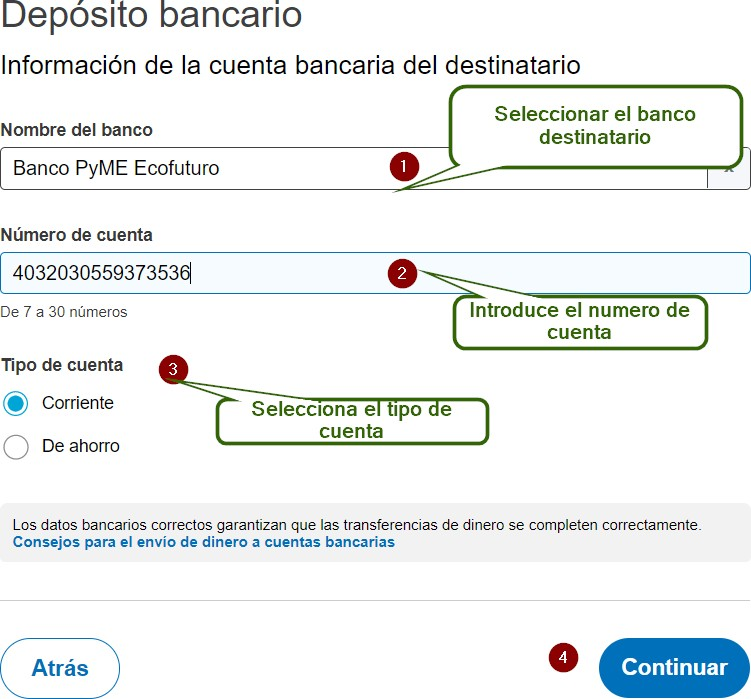 Depósito bancario
Información de la cuenta bancaria del destinatario
Seleccionar el banco
destinatario
Nombre del banco
Banco PyME Ecofuturo
1
Número de cuenta
4032030559373536
2
De 7 a 30 números
Introduce el numero de
cuenta
Tipo de cuenta
3
Corriente
Selecciona el tipo de
cuenta
De ahorro
Los datos bancarios correctos garantizan que las transferencias de dinero se completen correctamente.
Consejos para el envío de dinero a cuentas bancarias
Atrás
4
Continuar